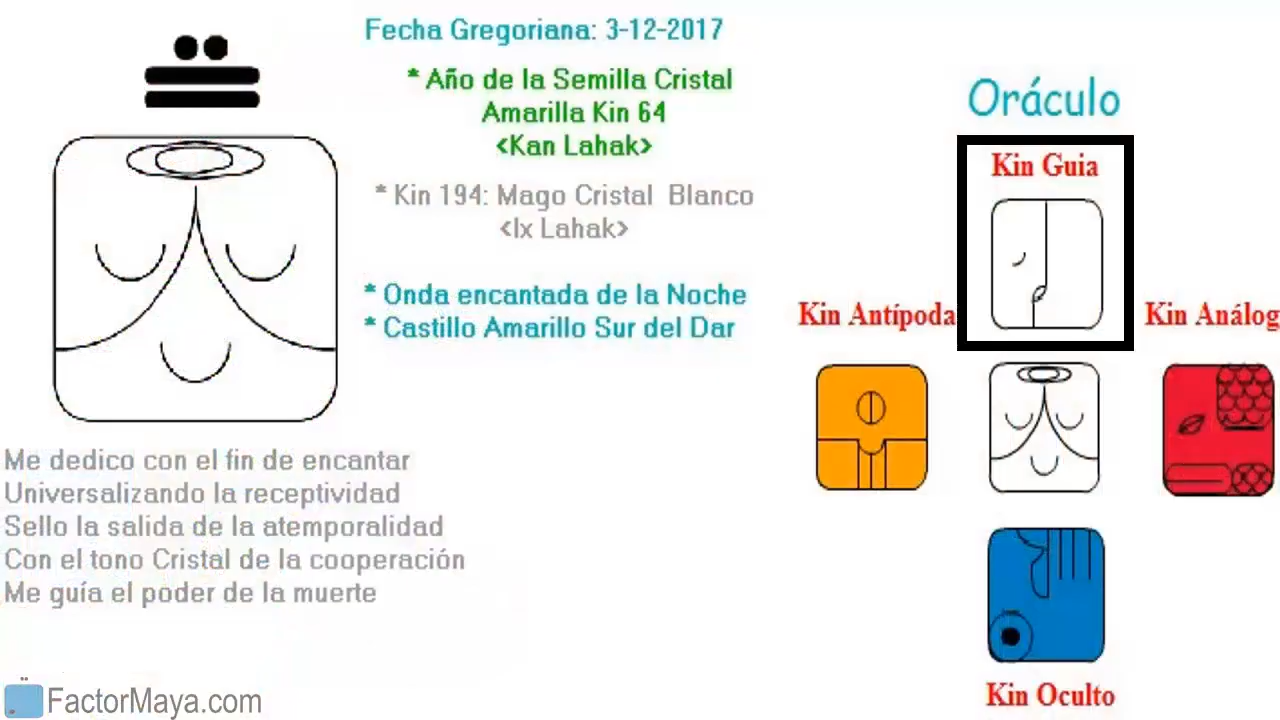 Fecha Gregoriana: 3-12-2017
* Año de la Semilla Cristal
Amarilla Kin 64
<Kan Lahak>
* Kin 194: Mago Cristal Blanco
<Ix Lahak>
* Onda encantada de la Noche
* Castillo Amarillo Sur del Dar
Me dedico con el fin de encantar
Universalizando la receptividad
Sello la salida de la atemporalidad
Con el tono Cristal de la cooperación
Me guía el poder de la muerte
Oráculo
Kin Guia
Kin Antípoda
Kin Análog
Kin Oculto
FactorMaya.com